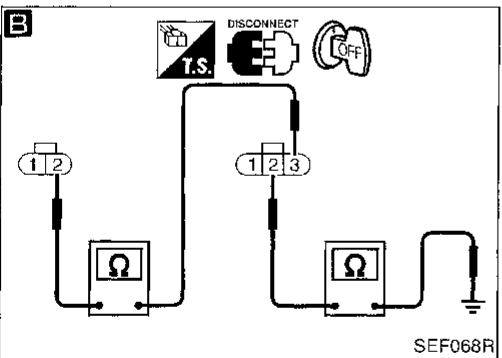 B
DISCONNECT
T.S.
OFF
1 2
1 2 3
Ω
Ω
SEF068R